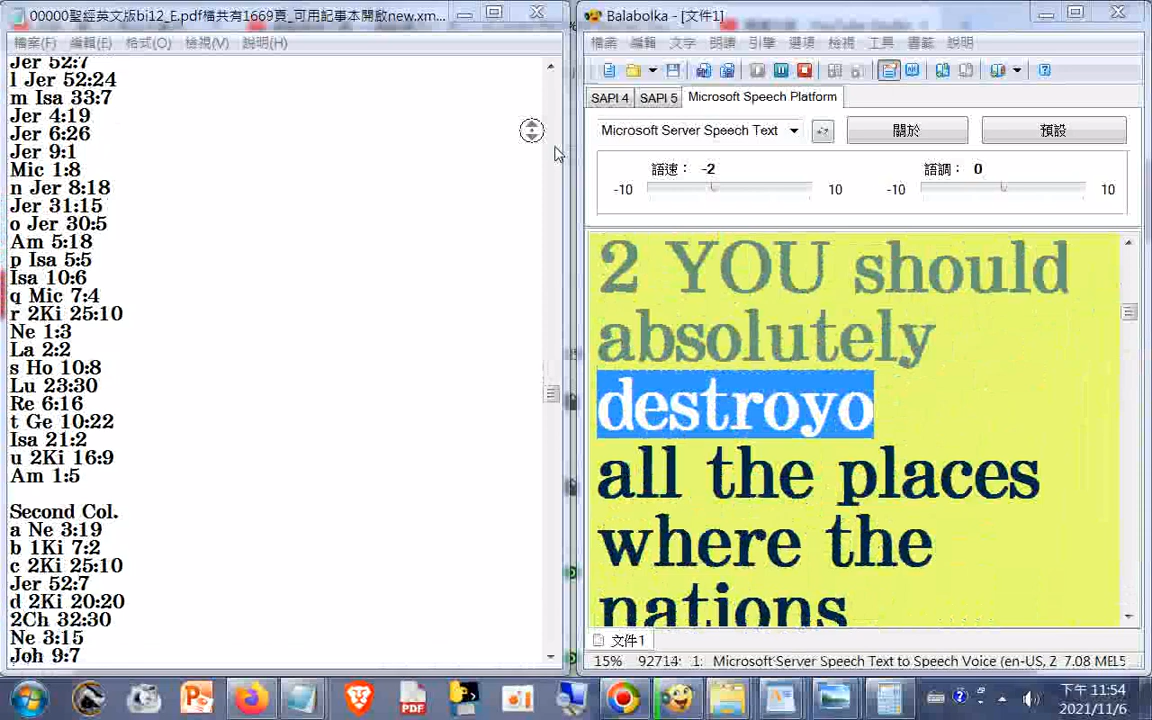 00000聖經英文版bi12_E.pdf檔共有1669頁_可用記事本開啟new.xm...
檔案(F) 編輯(E) 格式(O) 檢視(V) 說明(H)
Jer 52:7
l Jer 52:24
m Isa 33:7
Jer 4:19
Jer 6:26
Jer 9:1
Mic 1:8
n Jer 8:18
Jer 31:15
o Jer 30:5
Am 5:18
p Isa 5:5
Isa 10:6
q Mic 7:4
r 2Ki 25:10
Ne 1:3
La 2:2
s Ho 10:8
Lu 23:30
Re 6:16
t Ge 10:22
Isa 21:2
u 2Ki 16:9
Am 1:5
Second Col.
a Ne 3:19
b 1Ki 7:2
c 2Ki 25:10
Jer 52:7
d 2Ki 20:20
2Ch 32:30
Ne 3:15
Joh 9:7
Balabolka - [文件1]
檔案 編輯 文字 朗讀 引擎 選項 檢視 工具 書籤 說明
SAPI 4 SAPI 5 Microsoft Speech Platform
Microsoft Server Speech Text 關於 預設
語速： -2 語調： 0
-10 10 -10 10
2 YOU should
absolutely
destroyo
all the places
where the
nations
文件1
15% 92714: 1: Microsoft Server Speech Text to Speech Voice (en-US, 2 7.08 МБ
PDF
下午 11:54
2021/11/6